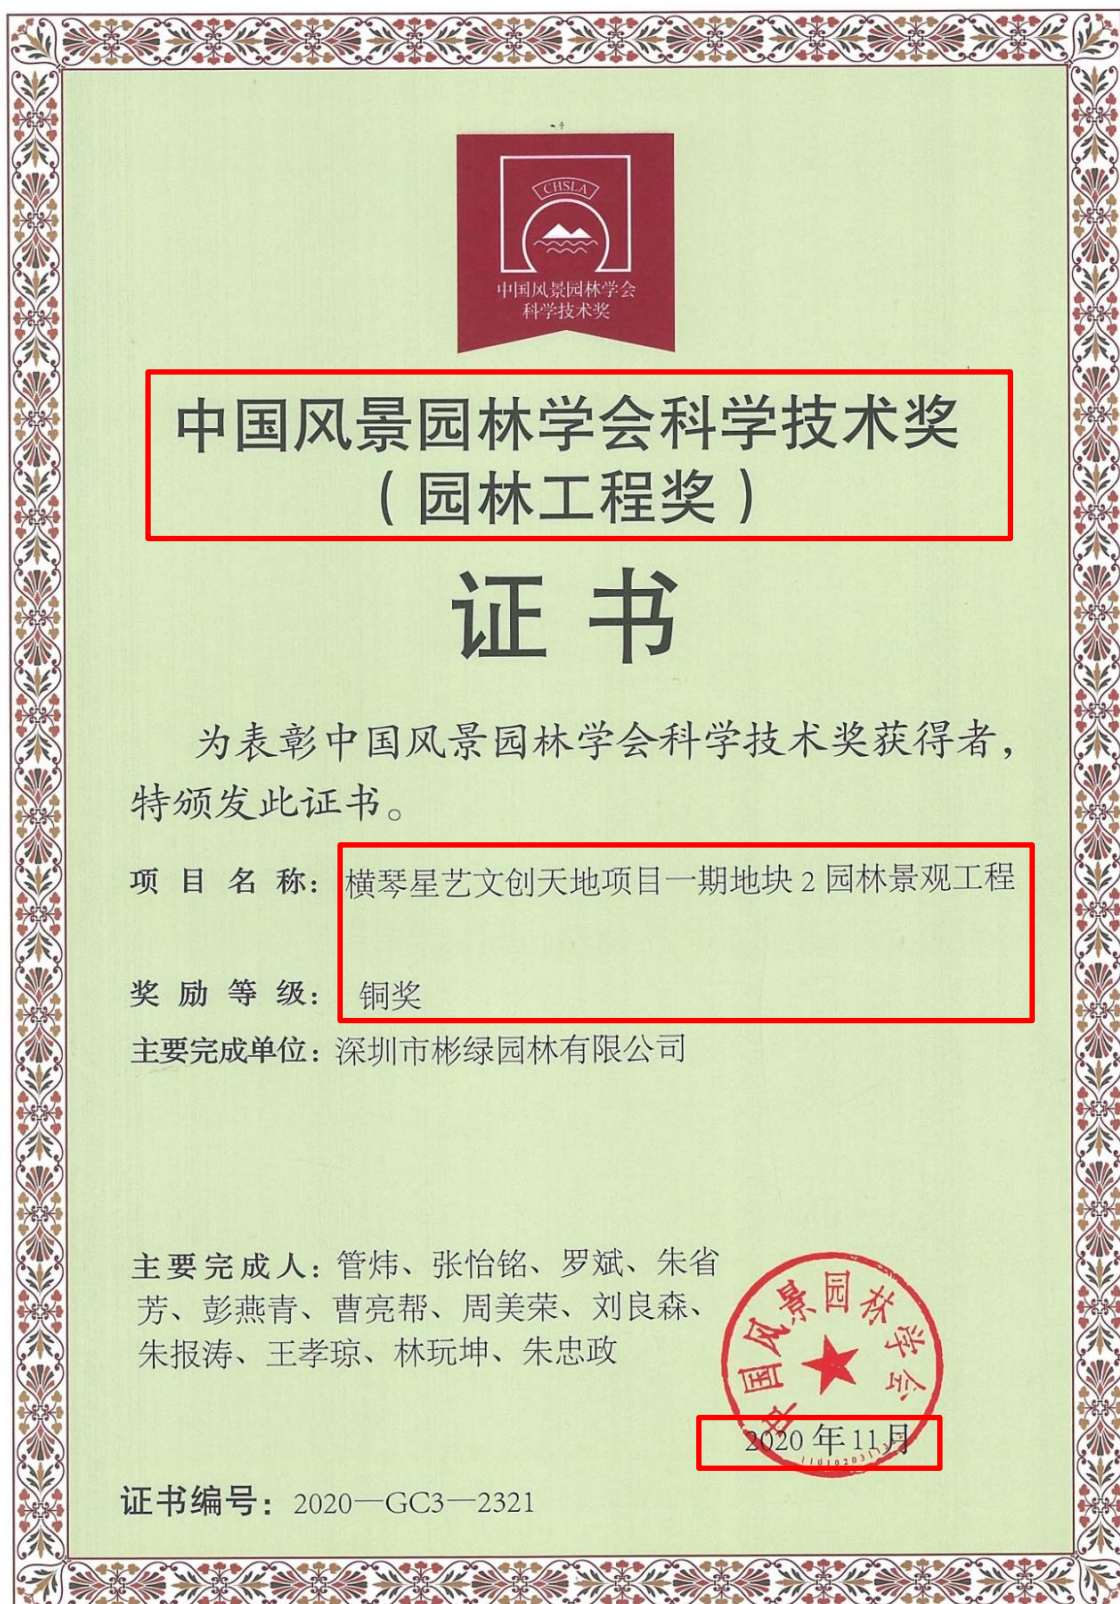 CHSLA
中国风景园林学会
科学技术奖
中国风景园林学会科学技术奖
（园林工程奖）
证书
为表彰中国风景园林学会科学技术奖获得者，
特颁发此证书。
项目名称：横琴星艺文创天地项目一期地块2园林景观工程
奖励等级：铜奖
主要完成单位：深圳市彬绿园林有限公司
主要完成人：管炜、张怡铭、罗斌、朱省
芳、彭燕青、曹亮帮、周美荣、刘良森、
朱报涛、王孝琼、林玩坤、朱忠政
中国风景园林学会
2020年11月
证书编号：2020—GC3—2321